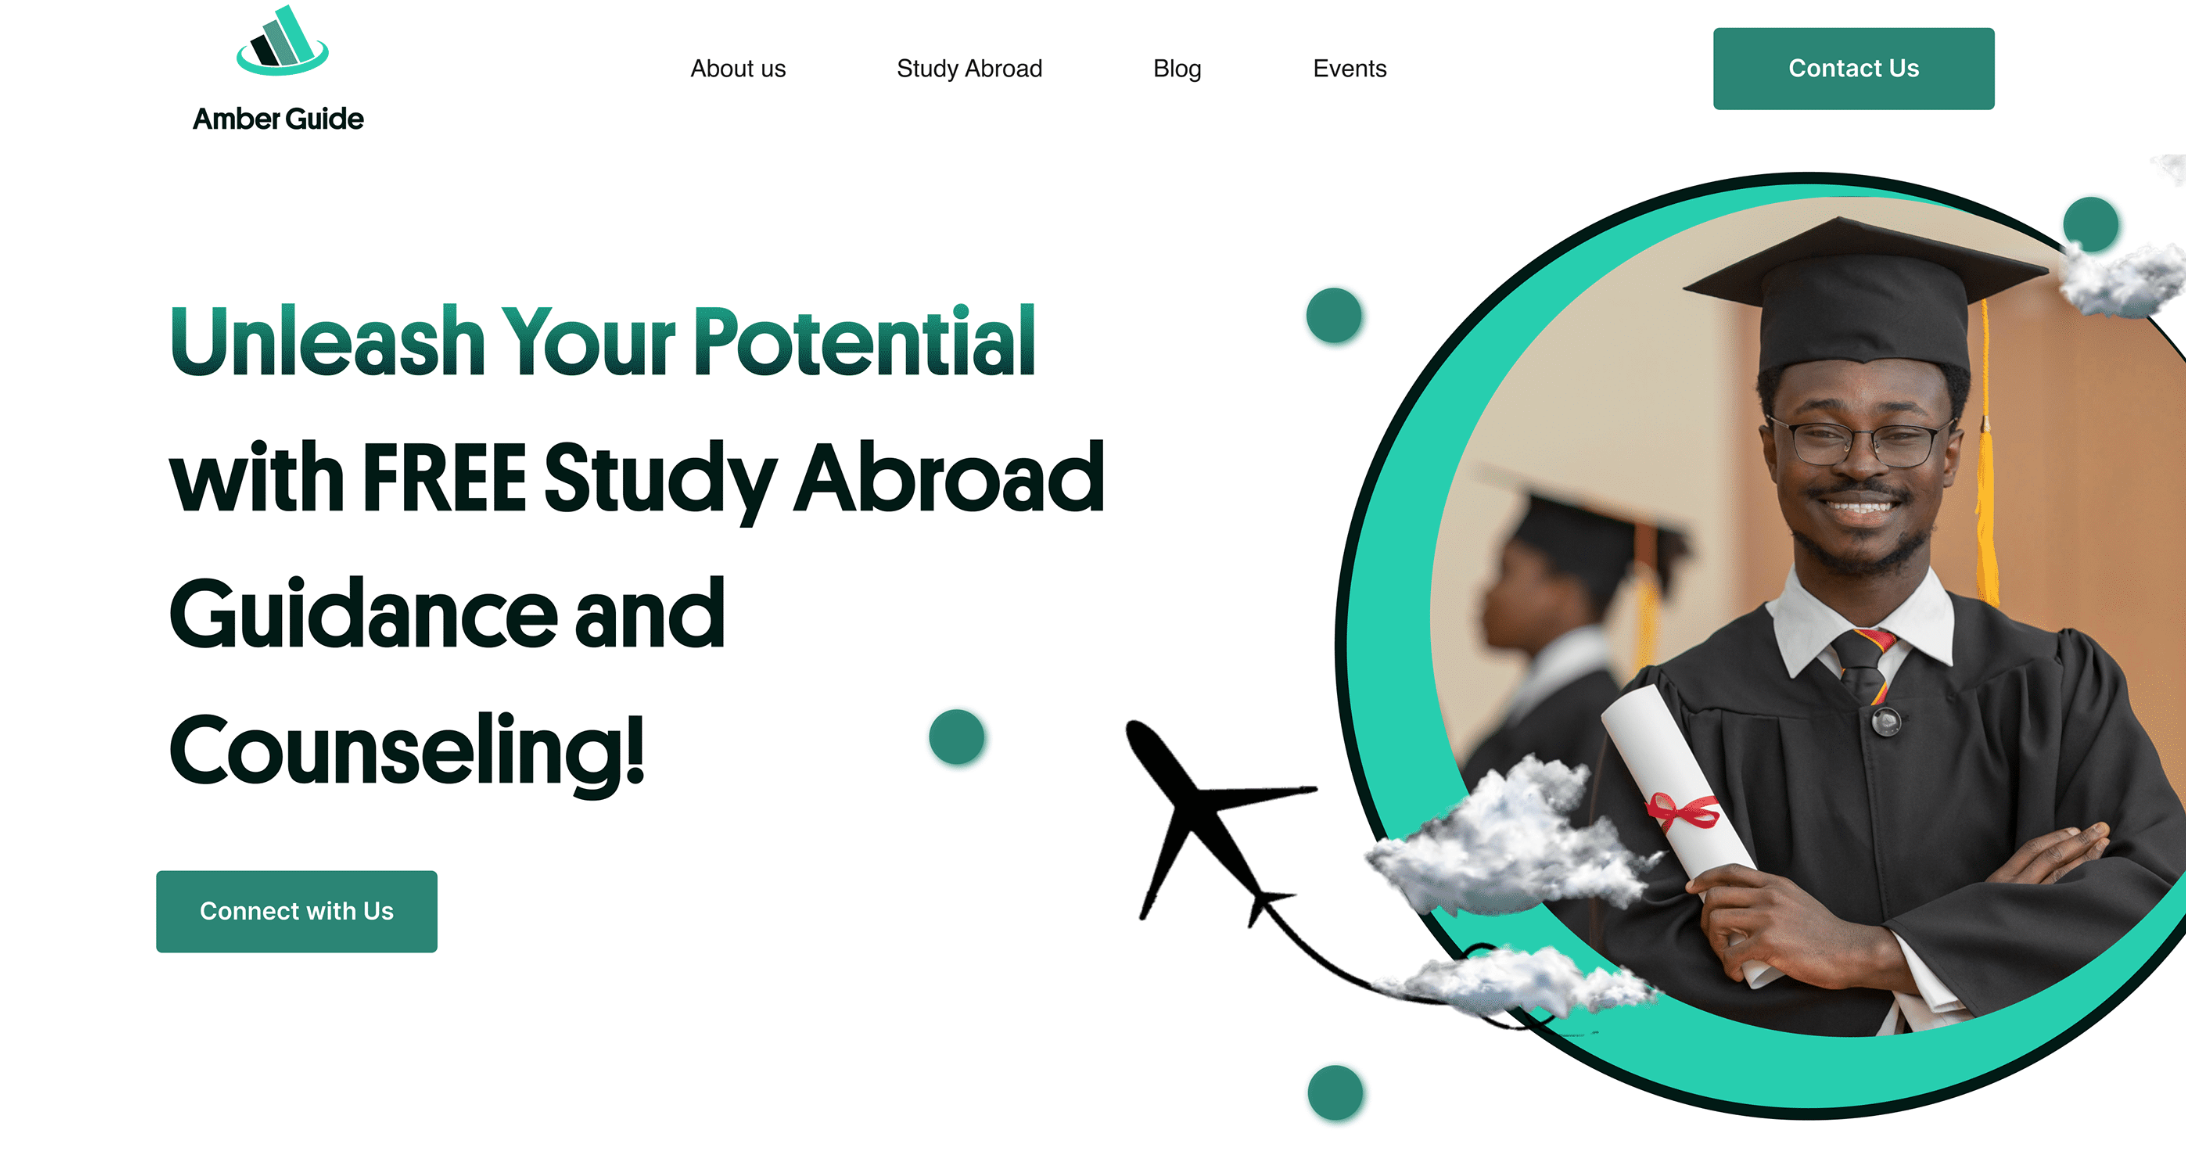 Amber Guide
About us
Study Abroad
Blog
Events
Contact Us
Unleash Your Potential
with FREE Study Abroad
Guidance and
Counseling!
Connect with Us